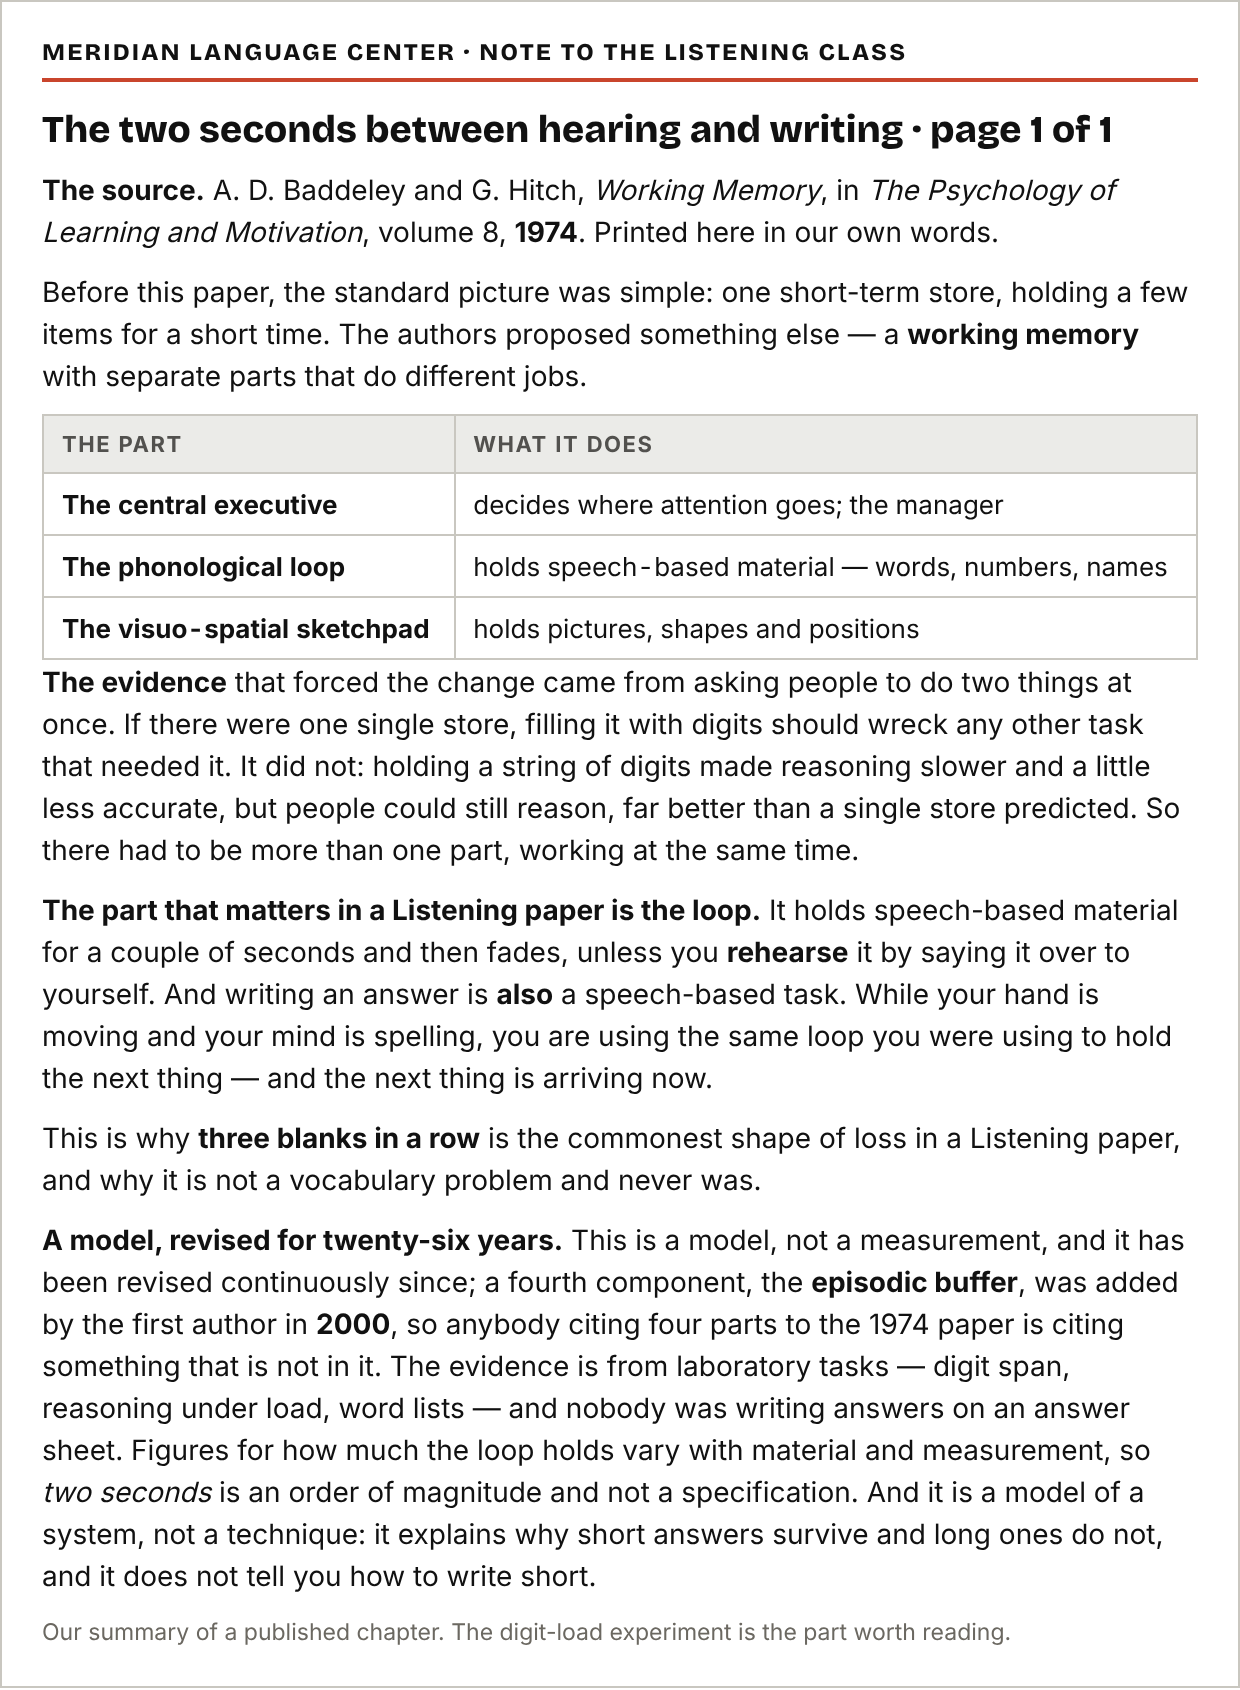 MERIDIAN LANGUAGE CENTER · NOTE TO THE LISTENING CLASS
The two seconds between hearing and writing · page 1 of 1
The source. A. D. Baddeley and G. Hitch, Working Memory, in The Psychology of
Learning and Motivation, volume 8, 1974. Printed here in our own words.
Before this paper, the standard picture was simple: one short-term store, holding a few
items for a short time. The authors proposed something else — a working memory
with separate parts that do different jobs.
THE PART WHAT IT DOES
The central executive decides where attention goes; the manager
The phonological loop holds speech-based material — words, numbers, names
The visuo-spatial sketchpad holds pictures, shapes and positions
The evidence that forced the change came from asking people to do two things at
once. If there were one single store, filling it with digits should wreck any other task
that needed it. It did not: holding a string of digits made reasoning slower and a little
less accurate, but people could still reason, far better than a single store predicted. So
there had to be more than one part, working at the same time.
The part that matters in a Listening paper is the loop. It holds speech-based material
for a couple of seconds and then fades, unless you rehearse it by saying it over to
yourself. And writing an answer is also a speech-based task. While your hand is
moving and your mind is spelling, you are using the same loop you were using to hold
the next thing — and the next thing is arriving now.
This is why three blanks in a row is the commonest shape of loss in a Listening paper,
and why it is not a vocabulary problem and never was.
A model, revised for twenty-six years. This is a model, not a measurement, and it has
been revised continuously since; a fourth component, the episodic buffer, was added
by the first author in 2000, so anybody citing four parts to the 1974 paper is citing
something that is not in it. The evidence is from laboratory tasks — digit span,
reasoning under load, word lists — and nobody was writing answers on an answer
sheet. Figures for how much the loop holds vary with material and measurement, so
two seconds is an order of magnitude and not a specification. And it is a model of a
system, not a technique: it explains why short answers survive and long ones do not,
and it does not tell you how to write short.
Our summary of a published chapter. The digit-load experiment is the part worth reading.